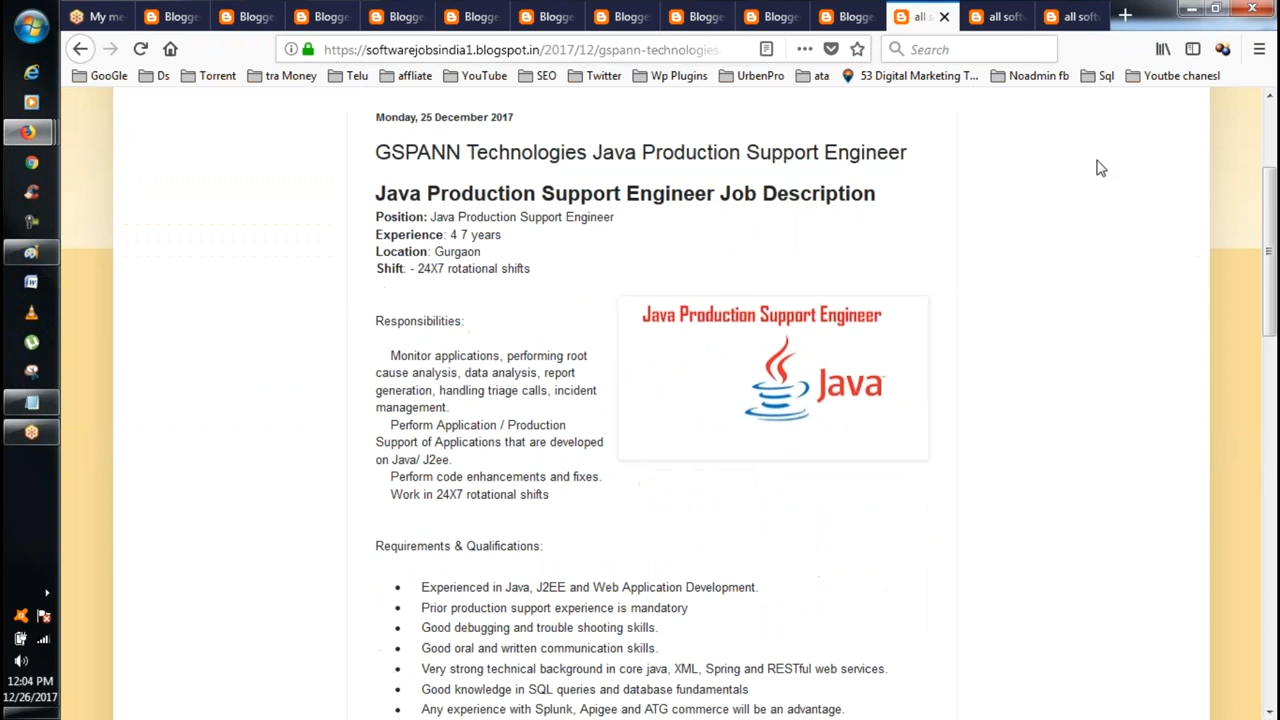 My me
Blogge
Blogge
Blogge
Blogge
Blogge
Blogge
Blogge
Blogge
Blogge
Blogge
all s
all soft
all soft
https://softwarejobsindia1.blogspot.in/2017/12/gspann-technologies-
Search
GooGle
Ds
Torrent
tra Money
Telu
affliate
YouTube
SEO
Twitter
Wp Plugins
UrbenPro
ata
53 Digital Marketing T...
Noadmin fb
Sql
Youtbe chanesl
Monday, 25 December 2017
GSPANN Technologies Java Production Support Engineer
Java Production Support Engineer Job Description
Position: Java Production Support Engineer
Experience: 4 7 years
Location: Gurgaon
Shift: - 24X7 rotational shifts
Responsibilities:
Java Production Support Engineer
Java
Monitor applications, performing root
cause analysis, data analysis, report
generation, handling triage calls, incident
management.
Perform Application / Production
Support of Applications that are developed
on Java/ J2ee.
Perform code enhancements and fixes.
Work in 24X7 rotational shifts
Requirements & Qualifications:
• Experienced in Java, J2EE and Web Application Development.
• Prior production support experience is mandatory
• Good debugging and trouble shooting skills.
• Good oral and written communication skills.
• Very strong technical background in core java, XML, Spring and RESTful web services.
• Good knowledge in SQL queries and database fundamentals
• Any experience with Splunk, Apigee and ATG commerce will be an advantage.
12:04 PM
12/26/2017